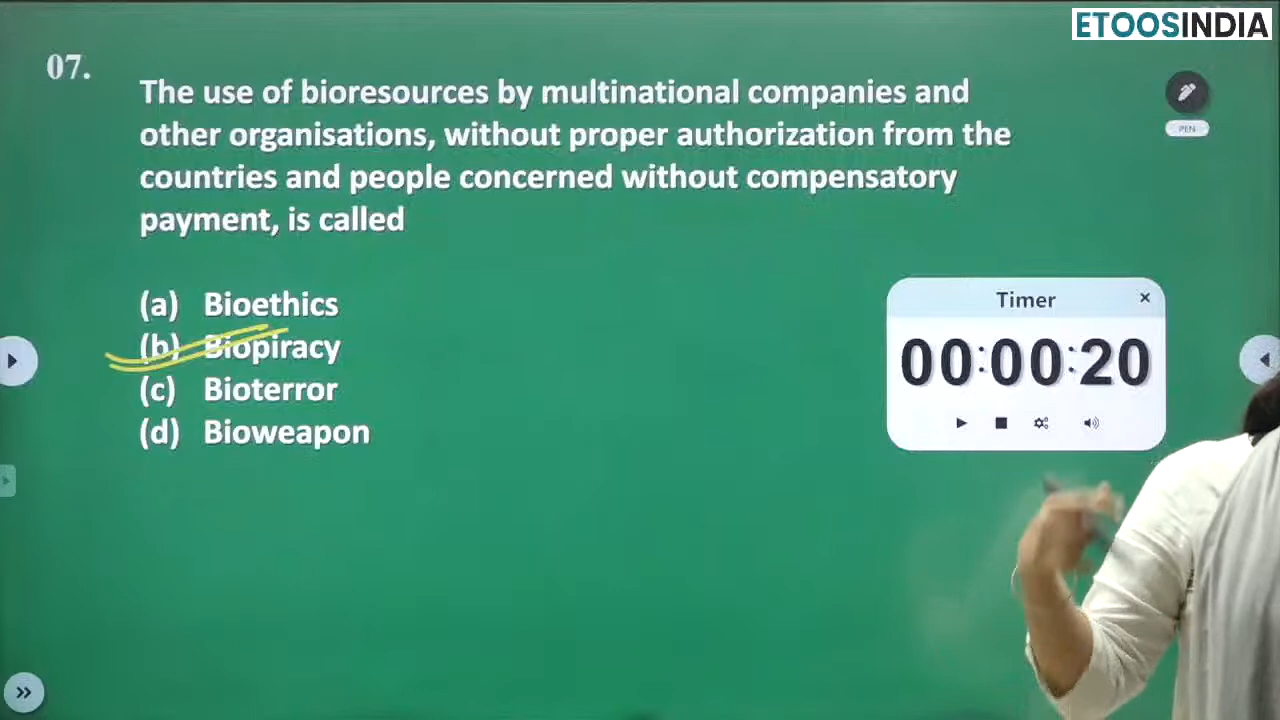 ETOOSINDIA
07.
The use of bioresources by multinational companies and
other organisations, without proper authorization from the
countries and people concerned without compensatory
payment, is called
PEN
(a) Bioethics
(b) Biopiracy
(c) Bioterror
(d) Bioweapon
Timer
00:00:20